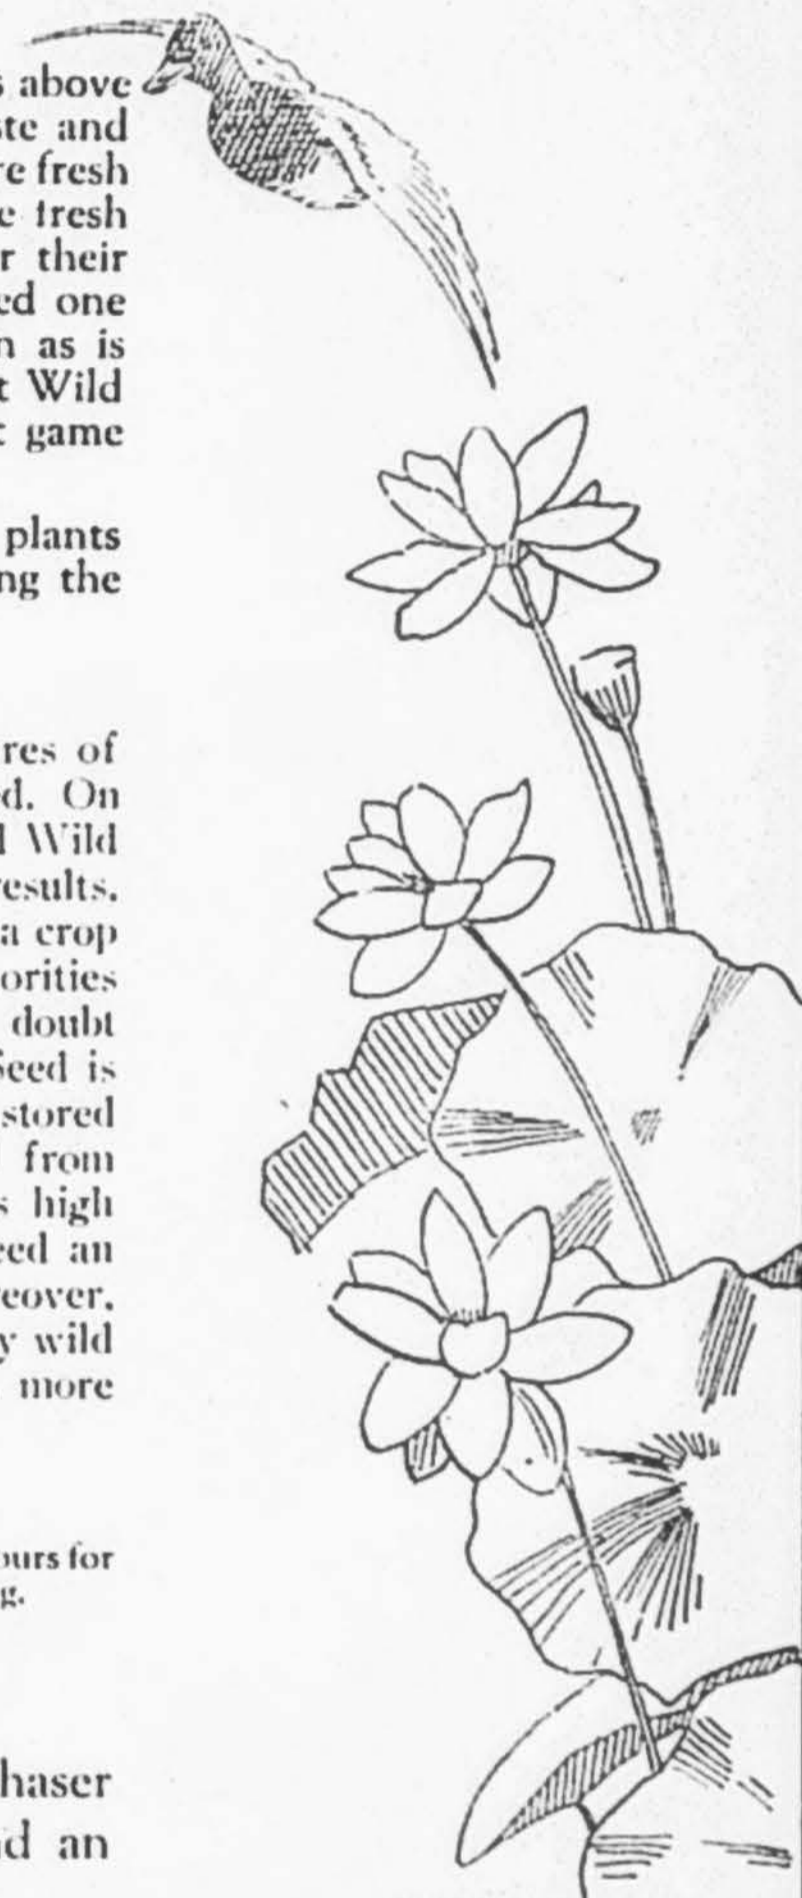 above
ste and
re fresh
e fresh
r their
ed one
n as is
t Wild
t game
plants
ng the
res of
d. On
d Wild
results.
a crop
orities
doubt
Seed is
stored
from
s high
eed an
eover.
y wild
more
ours for
g.
haser
d an